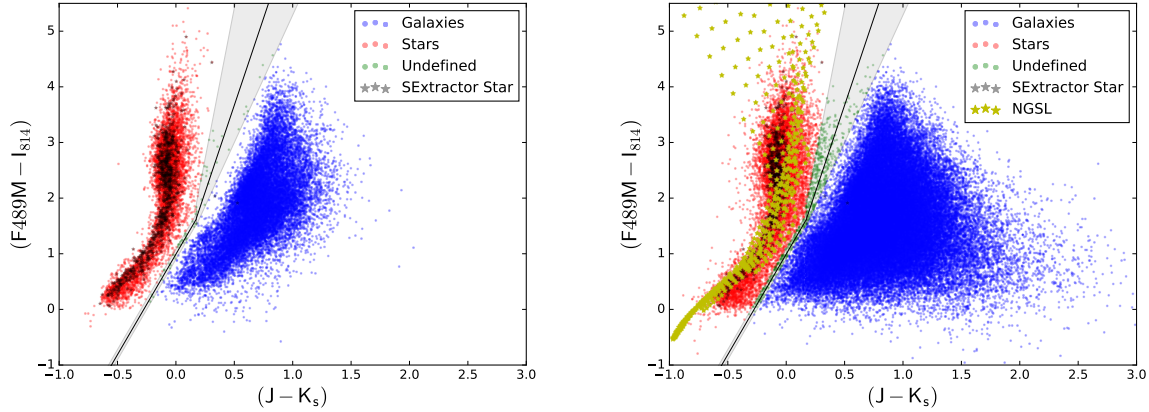 (F489M − I₈₁₄)
5
4
3
2
1
0
−1
Galaxies
Stars
Undefined
SExtractor Star
−1.0 −0.5 0.0 0.5 1.0 1.5 2.0 2.5 3.0
(J − Kₛ)
(F489M − I₈₁₄)
5
4
3
2
1
0
−1
Galaxies
Stars
Undefined
SExtractor Star
NGSL
−1.0 −0.5 0.0 0.5 1.0 1.5 2.0 2.5 3.0
(J − Kₛ)